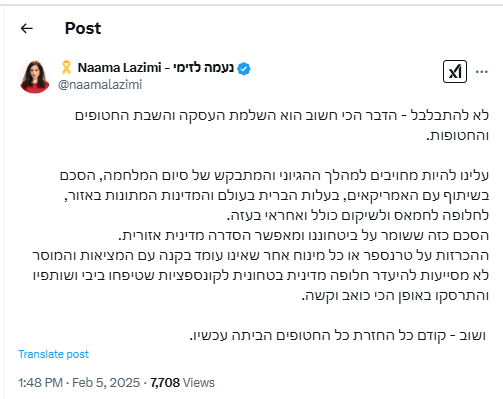 Post
Naama Lazimi - נעמה לזימי
@naamalazimi
לא להתבלבל - הדבר הכי חשוב הוא השלמת העסקה והשבת החטופים
והחטופות.
עלינו להיות מחויבים למהלך ההגיוני והמתבקש של סיום המלחמה, הסכם
בשיתוף עם האמריקאים, בעלות הברית בעולם והמדינות המתונות באזור,
לחלופה לחמאס ולשיקום כולל ואחראי בעזה.
הסכם כזה ששומר על ביטחוננו ומאפשר הסדרה מדינית אזורית.
ההכרזות על טרנספר או כל מינוח אחר שאינו עומד בקנה עם המציאות והמוסר
לא מסייעות להיעדר חלופה מדינית בטחונית לקונספציות שטיפחו ביבי ושותפיו
והתרסקו באופן הכי כואב וקשה.
ושוב - קודם כל החזרת כל החטופים הביתה עכשיו.
Translate post
1:48 PM · Feb 5, 2025 · 7,708 Views